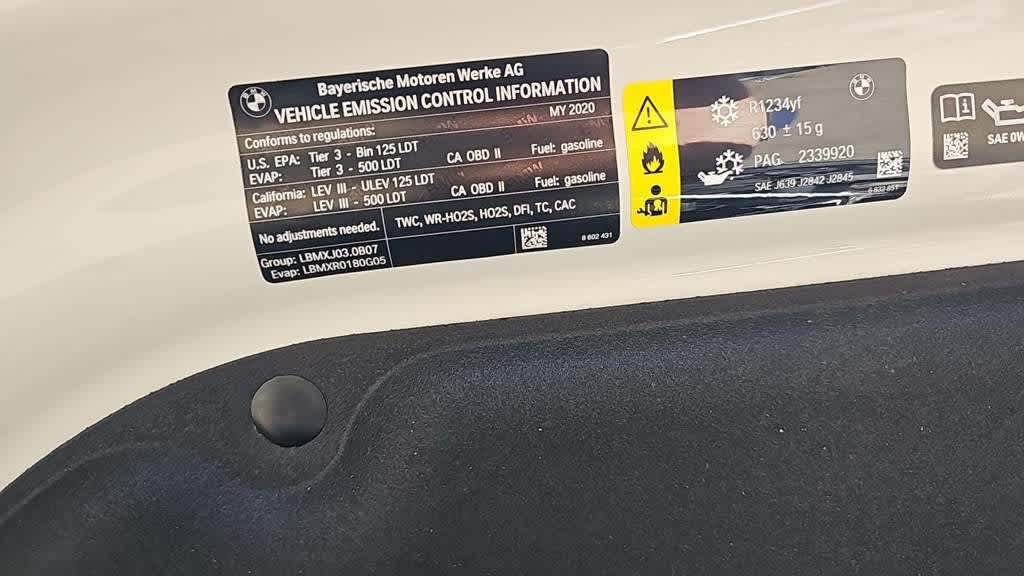 Bayerische Motoren Werke AG
VEHICLE EMISSION CONTROL INFORMATION
Conforms to regulations: MY 2020
U.S. EPA: Tier 3 - Bin 125 LDT CA OBD II Fuel: gasoline
EVAP: Tier 3 - 500 LDT
California: LEV III - ULEV 125 LDT CA OBD II Fuel: gasoline
EVAP: LEV III - 500 LDT
No adjustments needed. TWC, WR-HO2S, HO2S, DFI, TC, CAC
Group: LBMXJ03.0B07
Evap: LBMXR0180G05
8 602 431
R1234yf
630 ± 15 g
PAG 2339920
SAE J639 J2842 J2845
SAE 0W